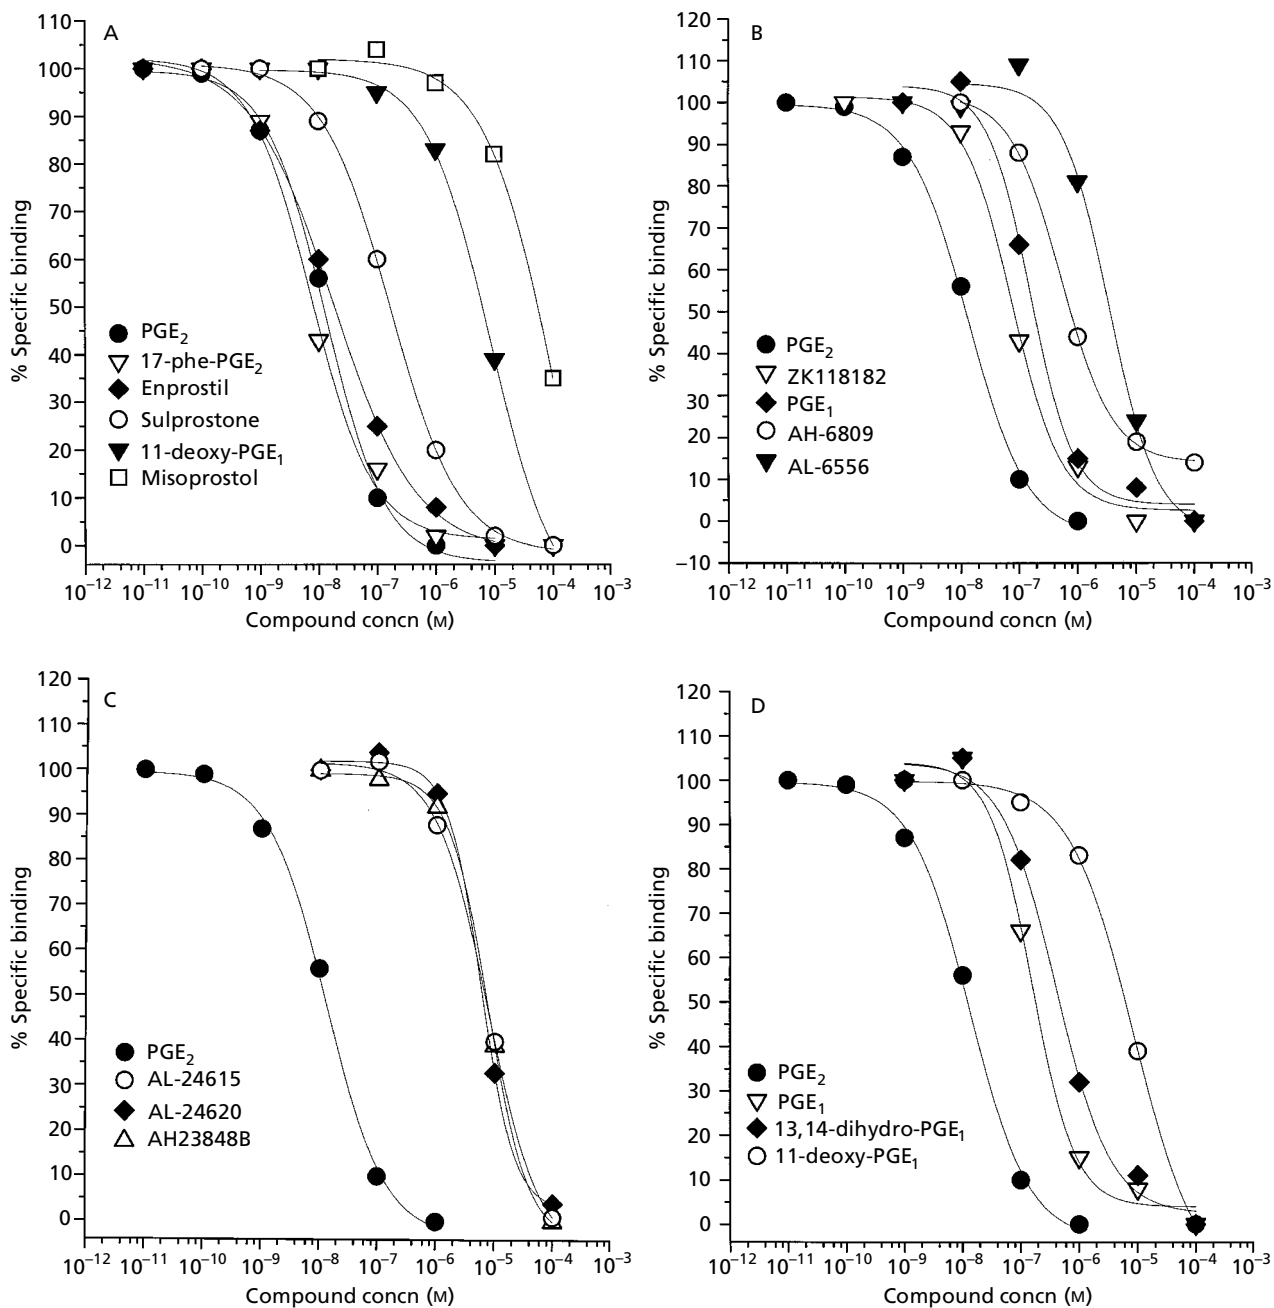 A
% Specific binding
110
100
90
80
70
60
50
40
30
20
10
0
PGE₂
17-phe-PGE₂
Enprostil
Sulprostone
11-deoxy-PGE₁
Misoprostol
10⁻¹² 10⁻¹¹ 10⁻¹⁰ 10⁻⁹ 10⁻⁸ 10⁻⁷ 10⁻⁶ 10⁻⁵ 10⁻⁴ 10⁻³
Compound concn (M)
B
% Specific binding
120
110
100
90
80
70
60
50
40
30
20
10
0
−10
PGE₂
ZK118182
PGE₁
AH-6809
AL-6556
10⁻¹² 10⁻¹¹ 10⁻¹⁰ 10⁻⁹ 10⁻⁸ 10⁻⁷ 10⁻⁶ 10⁻⁵ 10⁻⁴ 10⁻³
Compound concn (M)
C
% Specific binding
120
110
100
90
80
70
60
50
40
30
20
10
0
PGE₂
AL-24615
AL-24620
AH23848B
10⁻¹² 10⁻¹¹ 10⁻¹⁰ 10⁻⁹ 10⁻⁸ 10⁻⁷ 10⁻⁶ 10⁻⁵ 10⁻⁴ 10⁻³
Compound concn (M)
D
% Specific binding
120
110
100
90
80
70
60
50
40
30
20
10
0
PGE₂
PGE₁
13,14-dihydro-PGE₁
11-deoxy-PGE₁
10⁻¹² 10⁻¹¹ 10⁻¹⁰ 10⁻⁹ 10⁻⁸ 10⁻⁷ 10⁻⁶ 10⁻⁵ 10⁻⁴ 10⁻³
Compound concn (M)